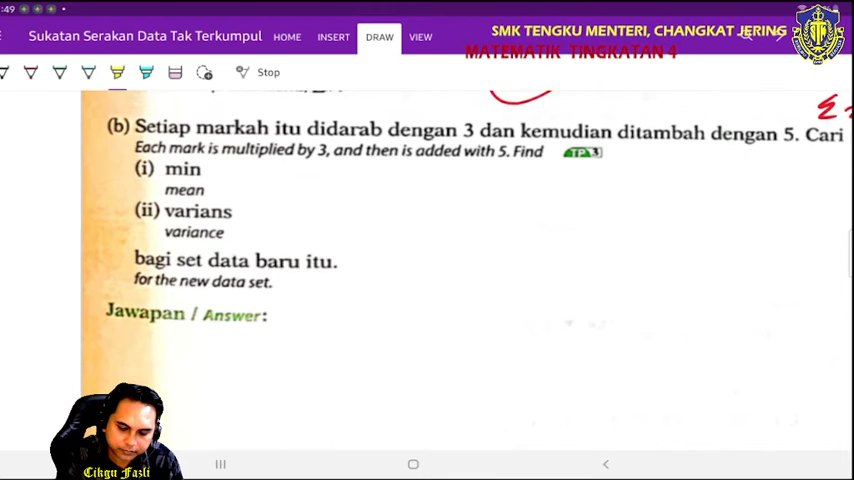 :49
Sukatan Serakan Data Tak Terkumpul
HOME
INSERT
DRAW
VIEW
SMK TENGKU MENTERI, CHANGKAT JERING
MATEMATIK TINGKATAN 4
Stop
(b) Setiap markah itu didarab dengan 3 dan kemudian ditambah dengan 5. Cari
Each mark is multiplied by 3, and then is added with 5. Find TP 3
(i) min
mean
(ii) varians
variance
bagi set data baru itu.
for the new data set.
Jawapan / Answer:
Cikgu Fazli